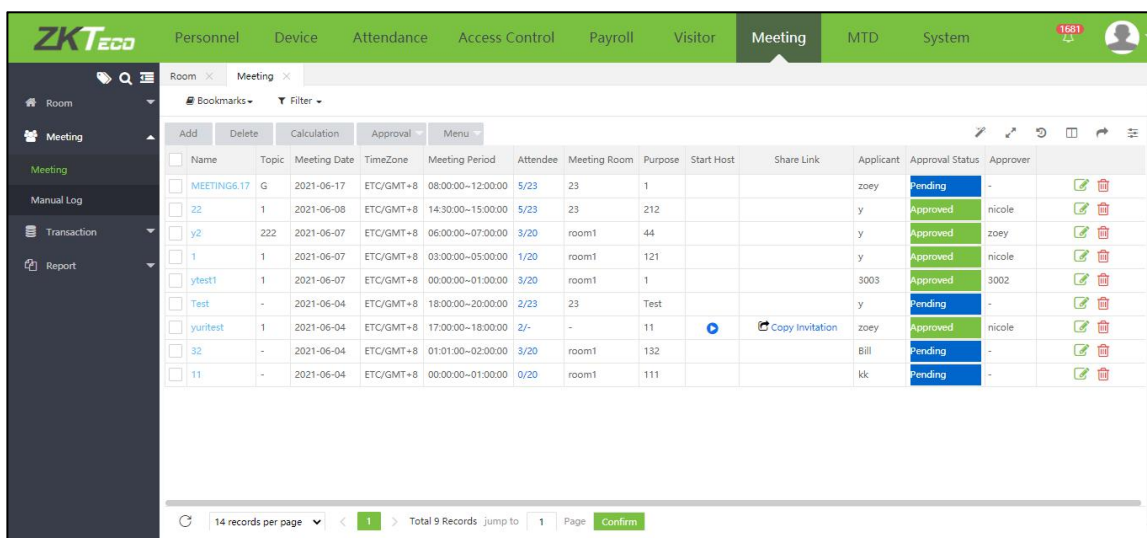 ZKTECO Personnel Device Attendance Access Control Payroll Visitor Meeting MTD System 1681
Room Meeting
Room Bookmarks Filter
Meeting Add Delete Calculation Approval Menu
Name Topic Meeting Date TimeZone Meeting Period Attendee Meeting Room Purpose Start Host Share Link Applicant Approval Status Approver
Meeting MEETING6.17 G 2021-06-17 ETC/GMT+8 08:00:00~12:00:00 5/23 23 1 zoey Pending -
Manual Log 22 1 2021-06-08 ETC/GMT+8 14:30:00~15:00:00 5/23 23 212 y Approved nicole
Transaction y2 222 2021-06-07 ETC/GMT+8 06:00:00~07:00:00 3/20 room1 44 y Approved zoey
Report 1 1 2021-06-07 ETC/GMT+8 03:00:00~05:00:00 1/20 room1 121 y Approved nicole
ytest1 1 2021-06-07 ETC/GMT+8 00:00:00~01:00:00 3/20 room1 1 3003 Approved 3002
Test - 2021-06-04 ETC/GMT+8 18:00:00~20:00:00 2/23 23 Test y Pending -
yuritest 1 2021-06-04 ETC/GMT+8 17:00:00~18:00:00 2/- - 11 Copy Invitation zoey Approved nicole
32 - 2021-06-04 ETC/GMT+8 01:01:00~02:00:00 3/20 room1 132 Bill Pending -
11 - 2021-06-04 ETC/GMT+8 00:00:00~01:00:00 0/20 room1 111 kk Pending -
14 records per page < 1 > Total 9 Records jump to 1 Page Confirm